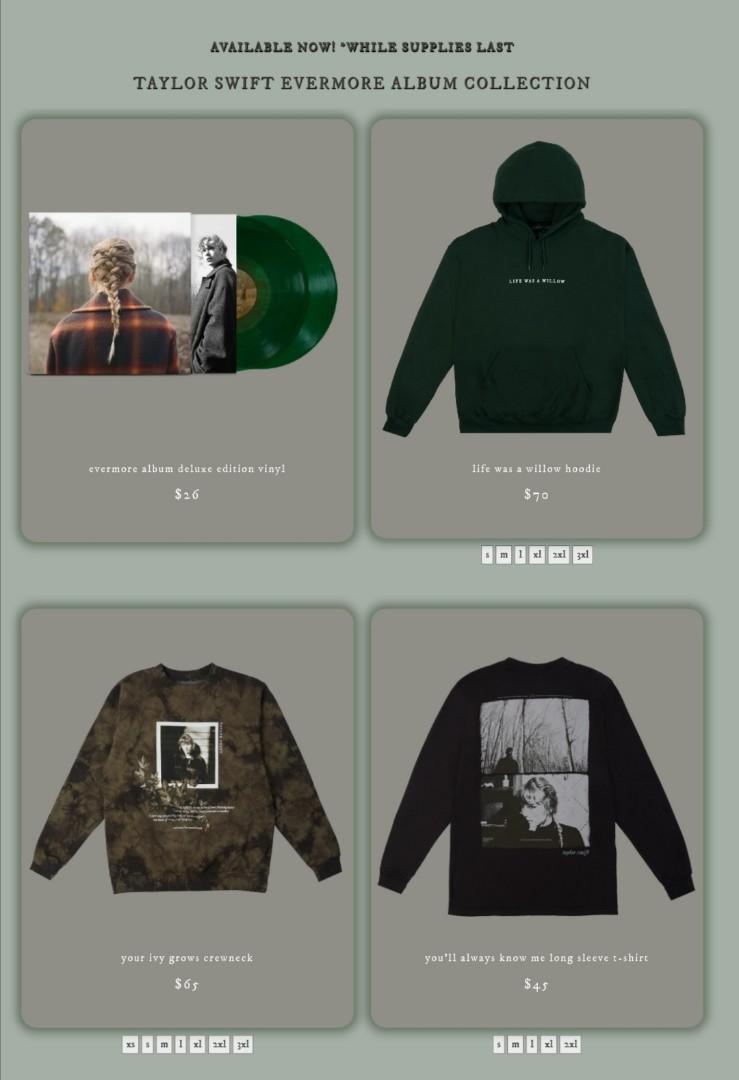 AVAILABLE NOW! *WHILE SUPPLIES LAST
TAYLOR SWIFT EVERMORE ALBUM COLLECTION
evermore album deluxe edition vinyl
$26
LIFE WAS A WILLOW
life was a willow hoodie
$70
s m l xl 2xl 3xl
your ivy grows crewneck
$65
xs s m l xl 2xl 3xl
taylor swift
you'll always know me long sleeve t-shirt
$45
s m l xl 2xl